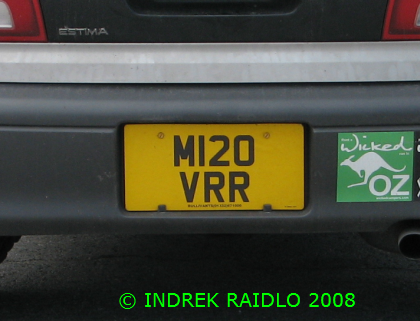 ESTIMA
M120
VRR
Wicked
OZ
© INDREK RAIDLO 2008